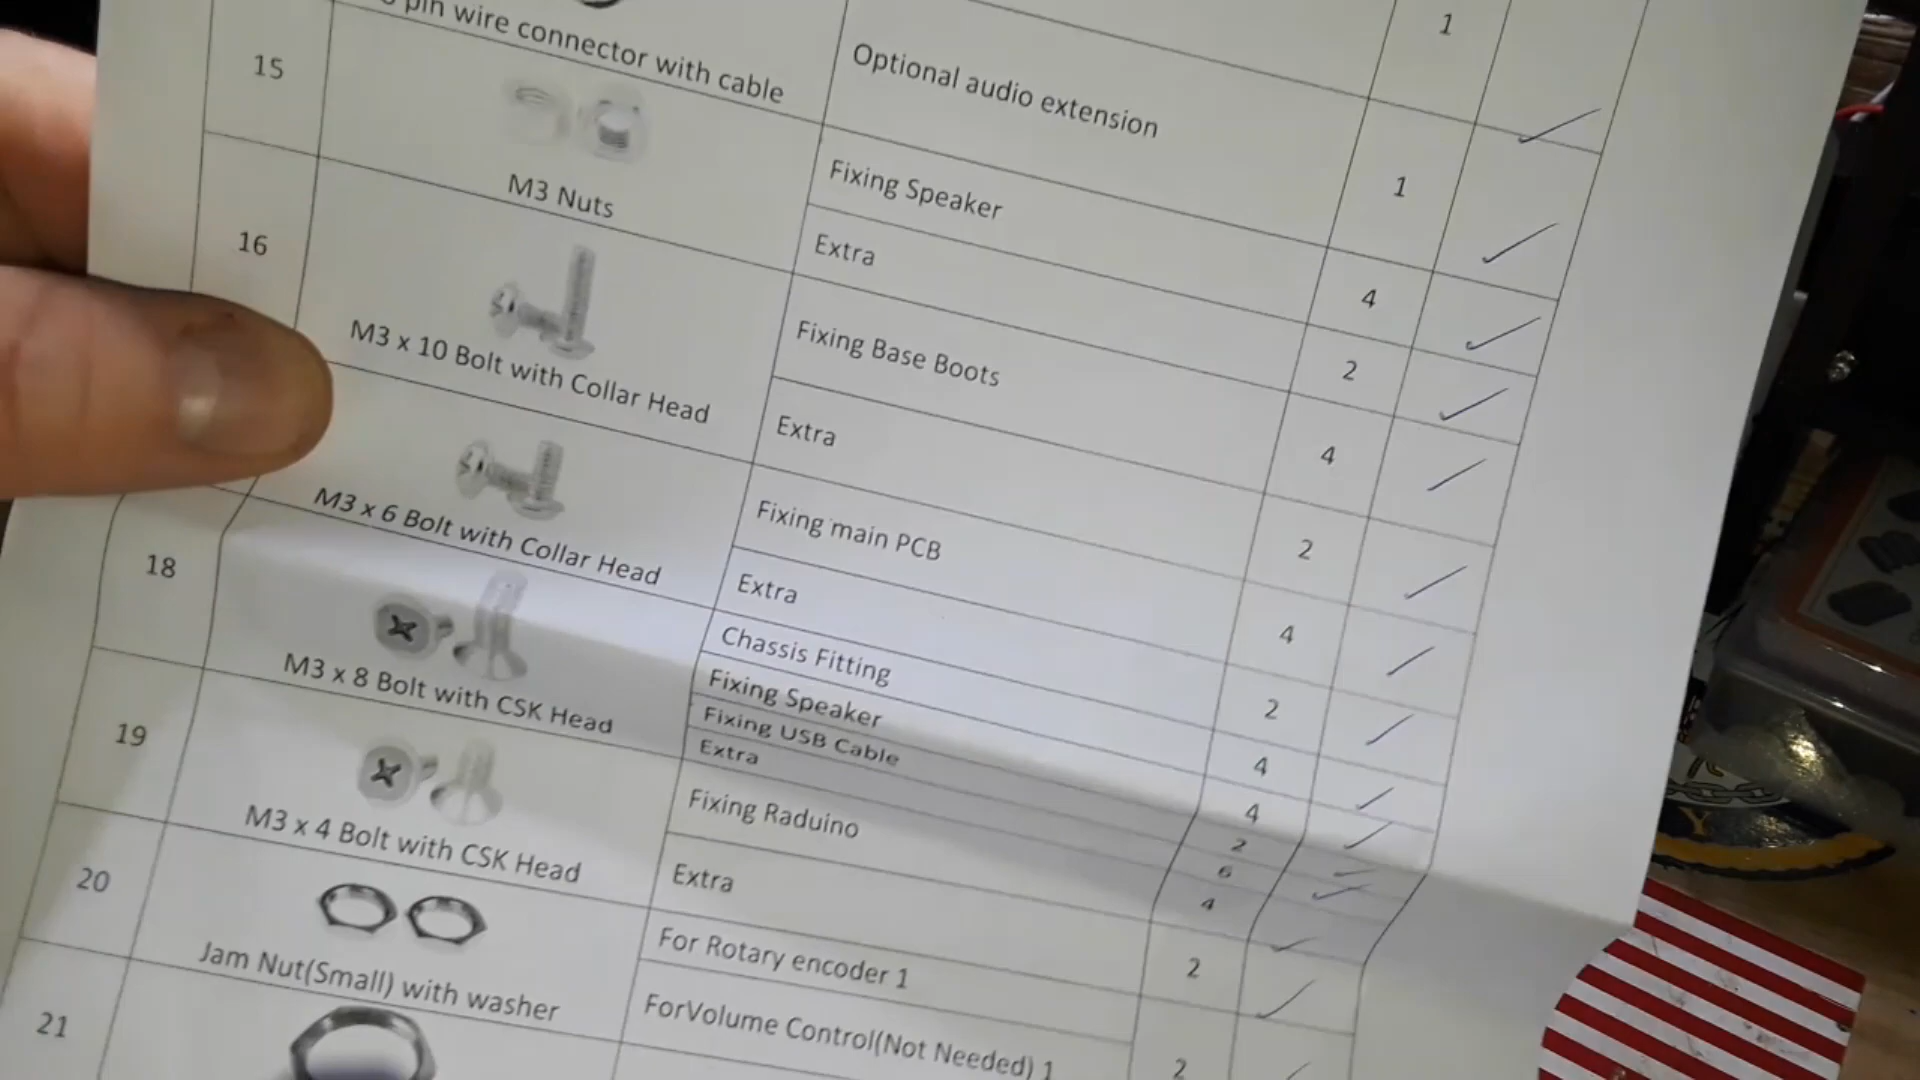 1
pin wire connector with cable
Optional audio extension
1
15
M3 Nuts
Fixing Speaker
4
Extra
2
16
M3 x 10 Bolt with Collar Head
Fixing Base Boots
4
Extra
2
M3 x 6 Bolt with Collar Head
Fixing main PCB
4
Extra
2
18
M3 x 8 Bolt with CSK Head
Chassis Fitting
4
Fixing Speaker
4
Fixing USB Cable
2
Extra
6
19
M3 x 4 Bolt with CSK Head
Fixing Raduino
4
Extra
2
20
Jam Nut(Small) with washer
For Rotary encoder 1
ForVolume Control(Not Needed) 1
2
21